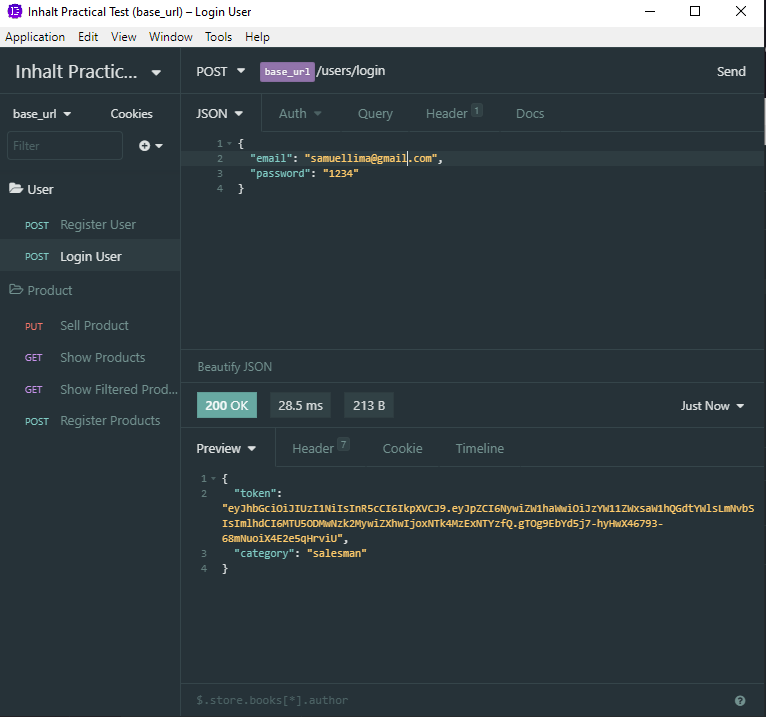 Inhalt Practical Test (base_url) – Login User
Application Edit View Window Tools Help
Inhalt Practic...
POST base_url /users/login Send
base_url Cookies
JSON Auth Query Header 1 Docs
Filter
1 {
2 "email": "samuellima@gmail.com",
3 "password": "1234"
4 }
User
POST Register User
POST Login User
Product
PUT Sell Product
GET Show Products
GET Show Filtered Prod...
POST Register Products
Beautify JSON
200 OK 28.5 ms 213 B Just Now
Preview Header 7 Cookie Timeline
1 {
2 "token":
"eyJhbGciOiJIUzI1NiIsInR5cCI6IkpXVCJ9.eyJpZCI6NywiZW1haWwiOiJzYW11ZWxsaW1hQGdtYWlsLmNvbS
IsImlhdCI6MTU5ODMwNzk2MywiZXhwIjoxNTk4MzExNTYzfQ.gTOg9EbYd5j7-hyHwX46793-
68mNuoiX4E2e5qHrviU",
3 "category": "salesman"
4 }
$.store.books[*].author